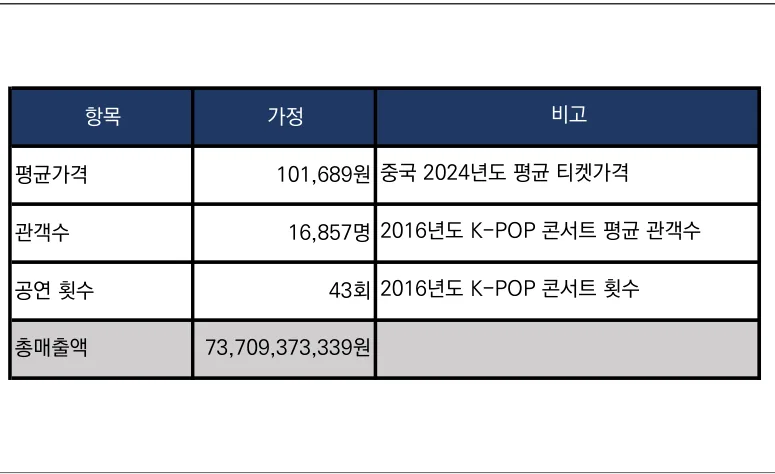 항목 가정 비고
평균가격 101,689원 중국 2024년도 평균 티켓가격
관객수 16,857명 2016년도 K-POP 콘서트 평균 관객수
공연 횟수 43회 2016년도 K-POP 콘서트 횟수
총매출액 73,709,373,339원